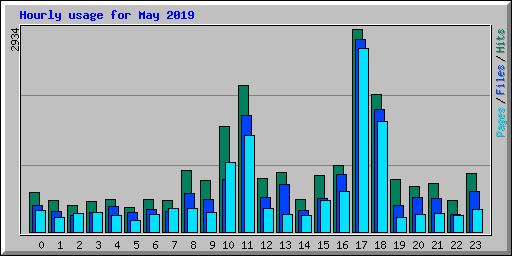 Hourly usage for May 2019
2934
Pages/Files/Hits
0 1 2 3 4 5 6 7 8 9 10 11 12 13 14 15 16 17 18 19 20 21 22 23